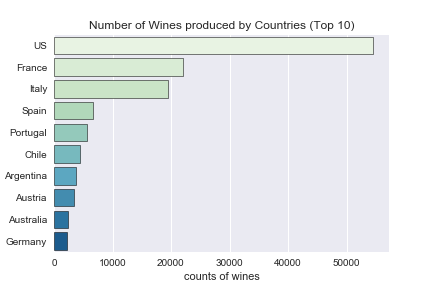 Number of Wines produced by Countries (Top 10)
US
France
Italy
Spain
Portugal
Chile
Argentina
Austria
Australia
Germany
0 10000 20000 30000 40000 50000
counts of wines